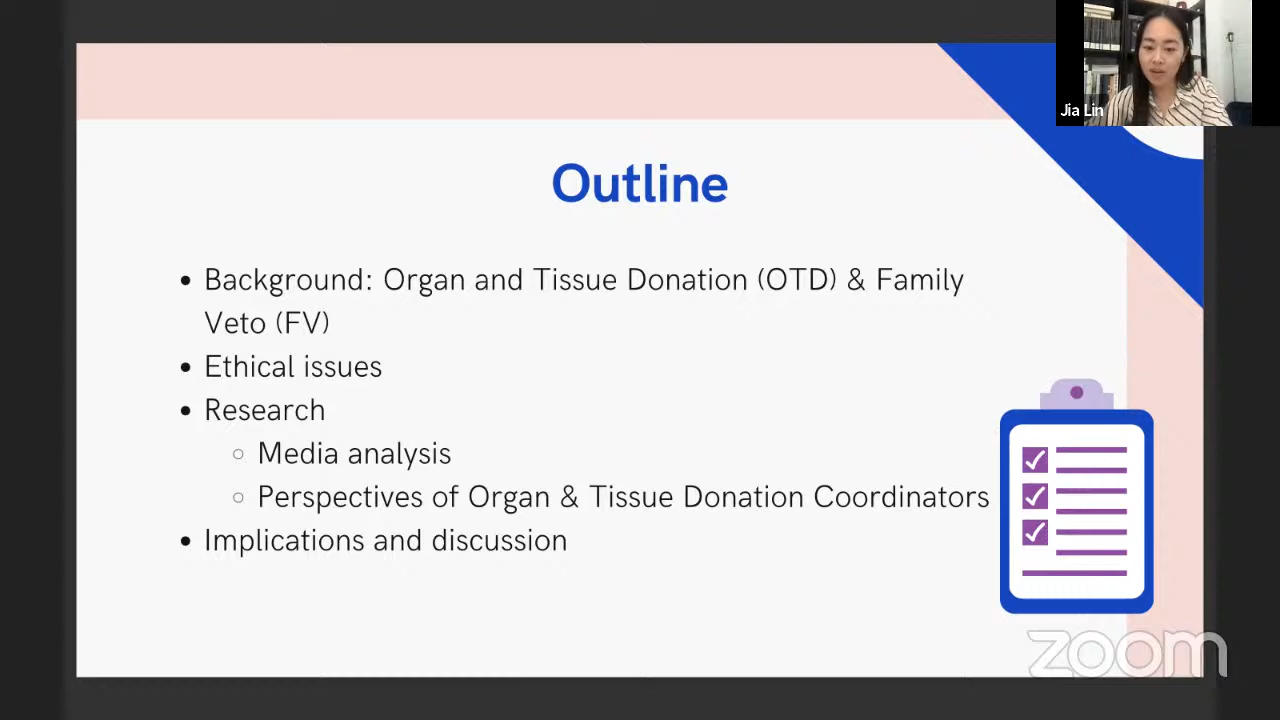 Jia Lin
Outline
• Background: Organ and Tissue Donation (OTD) & Family
Veto (FV)
• Ethical issues
• Research
◦ Media analysis
◦ Perspectives of Organ & Tissue Donation Coordinators
• Implications and discussion
zoom